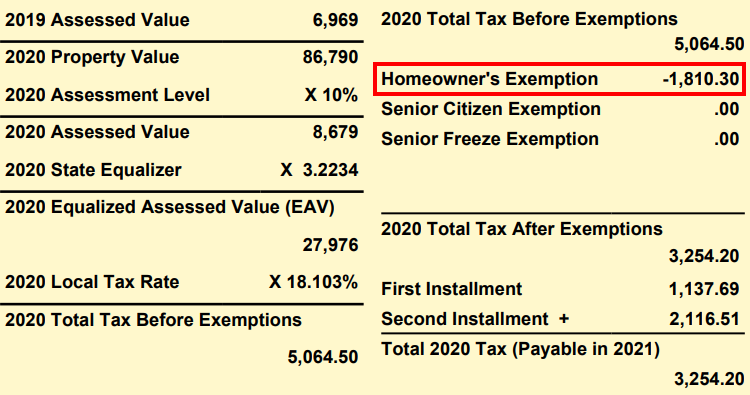 2019 Assessed Value 6,969
2020 Property Value 86,790
2020 Assessment Level X 10%
2020 Assessed Value 8,679
2020 State Equalizer X 3.2234
2020 Equalized Assessed Value (EAV)
27,976
2020 Local Tax Rate X 18.103%
2020 Total Tax Before Exemptions
5,064.50
2020 Total Tax Before Exemptions
5,064.50
Homeowner's Exemption -1,810.30
Senior Citizen Exemption .00
Senior Freeze Exemption .00
2020 Total Tax After Exemptions
3,254.20
First Installment 1,137.69
Second Installment + 2,116.51
Total 2020 Tax (Payable in 2021)
3,254.20